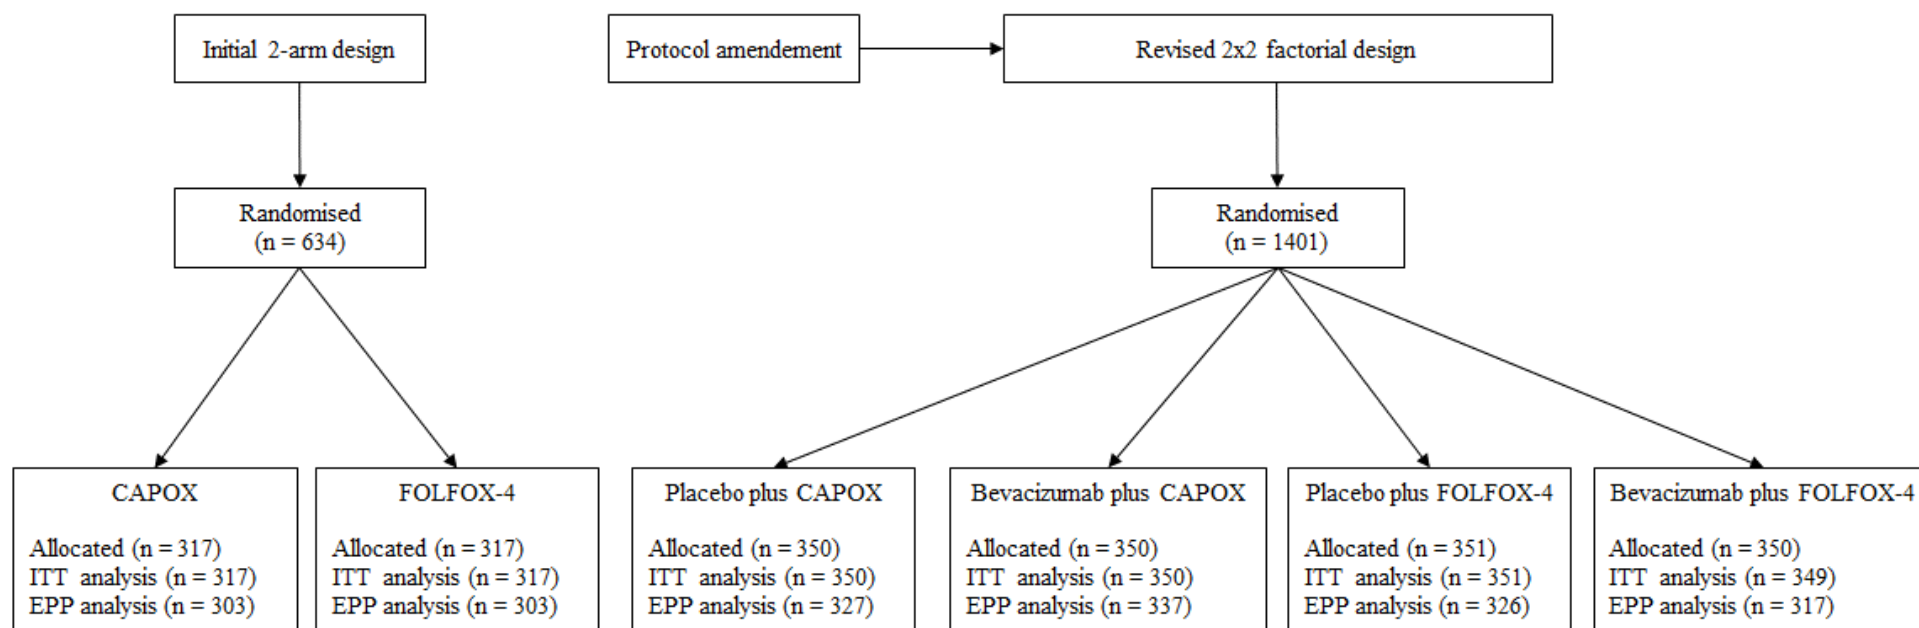 Initial 2-arm design
Protocol amendement
Revised 2x2 factorial design
Randomised
(n = 634)
Randomised
(n = 1401)
CAPOX
Allocated (n = 317)
ITT analysis (n = 317)
EPP analysis (n = 303)
FOLFOX-4
Allocated (n = 317)
ITT analysis (n = 317)
EPP analysis (n = 303)
Placebo plus CAPOX
Allocated (n = 350)
ITT analysis (n = 350)
EPP analysis (n = 327)
Bevacizumab plus CAPOX
Allocated (n = 350)
ITT analysis (n = 350)
EPP analysis (n = 337)
Placebo plus FOLFOX-4
Allocated (n = 351)
ITT analysis (n = 351)
EPP analysis (n = 326)
Bevacizumab plus FOLFOX-4
Allocated (n = 350)
ITT analysis (n = 349)
EPP analysis (n = 317)